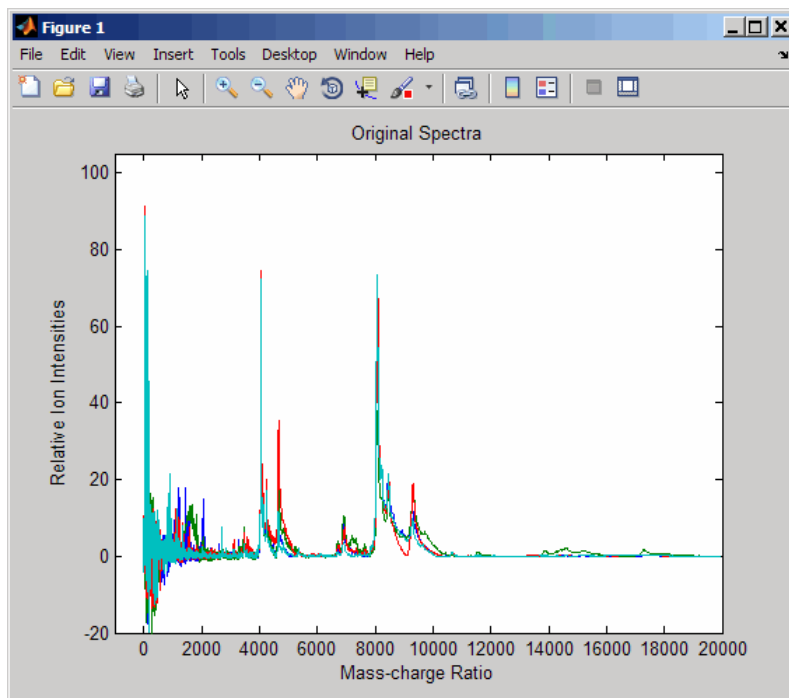 Figure 1
File Edit View Insert Tools Desktop Window Help
Original Spectra
100
80
60
40
20
0
-20
Relative Ion Intensities
0 2000 4000 6000 8000 10000 12000 14000 16000 18000 20000
Mass-charge Ratio